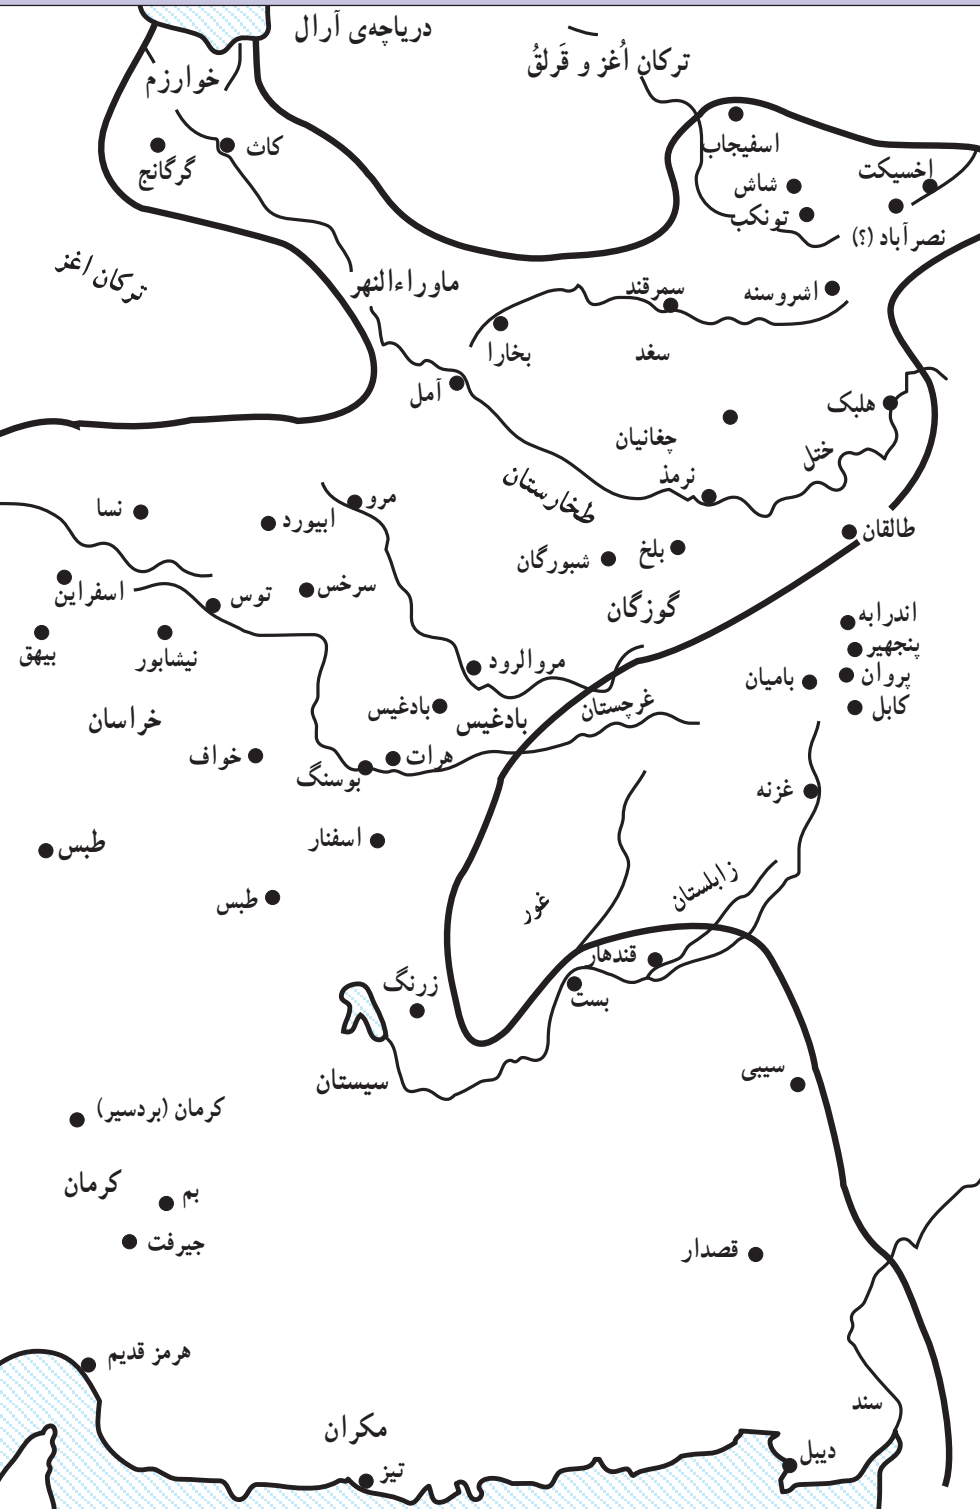 دریاچه‌ی آرال
ترکان اُغز و قَرلقُ
خوارزم
کاث
گرگانج
اسفیجاب
اخسیکت
شاش
تونکب
نصرآباد (؟)
ترکان اغز
ماوراءالنهر
سمرقند
اشروسنه
بخارا
سغد
آمل
هلبک
چغانیان
ختل
نرمذ
طخارستان
مرو
نسا
ابیورد
طالقان
بلخ
شبورگان
سرخس
توس
اسفراین
گوزگان
اندرابه
پنجهیر
پروان
کابل
بامیان
بیهق
نیشابور
مروالرود
غرچستان
بادغیس
بادغیس
خراسان
هرات
خواف
بوسنگ
غزنه
اسفنار
طبس
طبس
زابلستان
غور
قندهار
بست
زرنگ
سیستان
سیبی
کرمان (بردسیر)
کرمان
بم
جیرفت
قصدار
هرمز قدیم
سند
مکران
تیز
دیبل